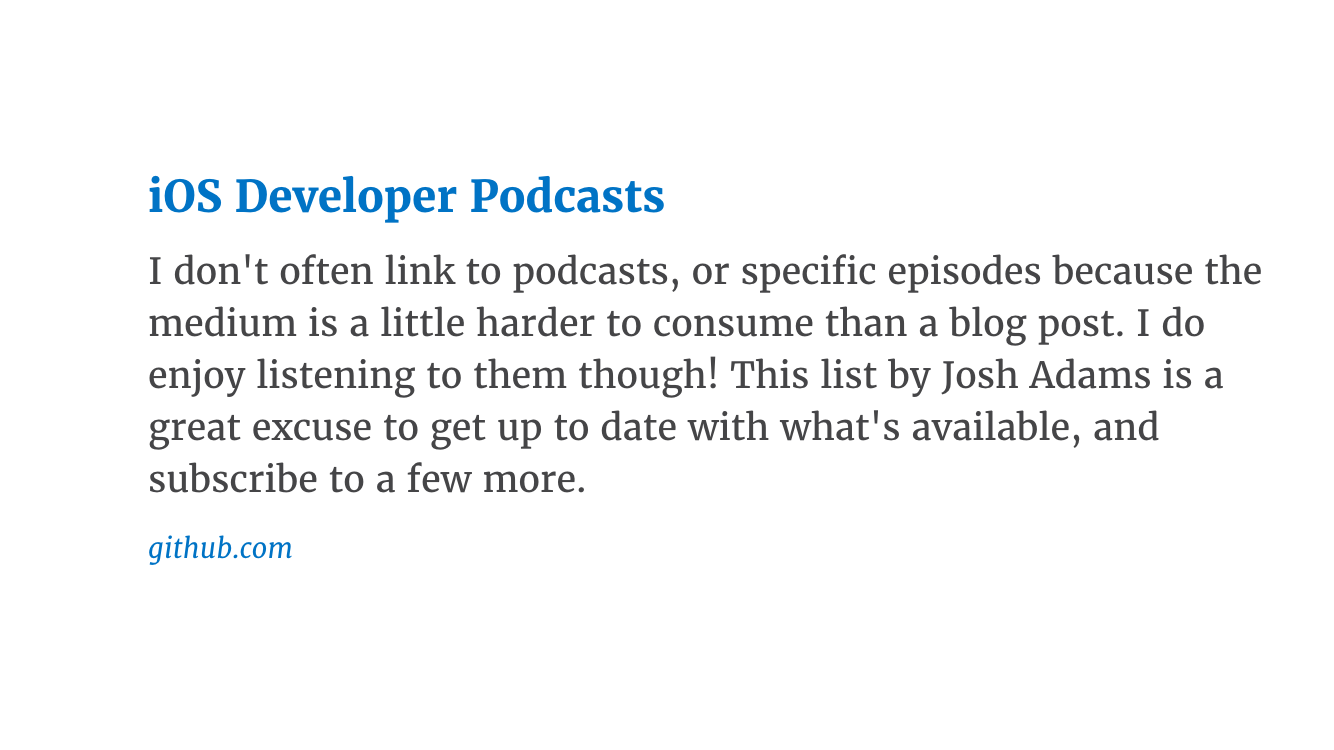 iOS Developer Podcasts
I don't often link to podcasts, or specific episodes because the
medium is a little harder to consume than a blog post. I do
enjoy listening to them though! This list by Josh Adams is a
great excuse to get up to date with what's available, and
subscribe to a few more.
github.com